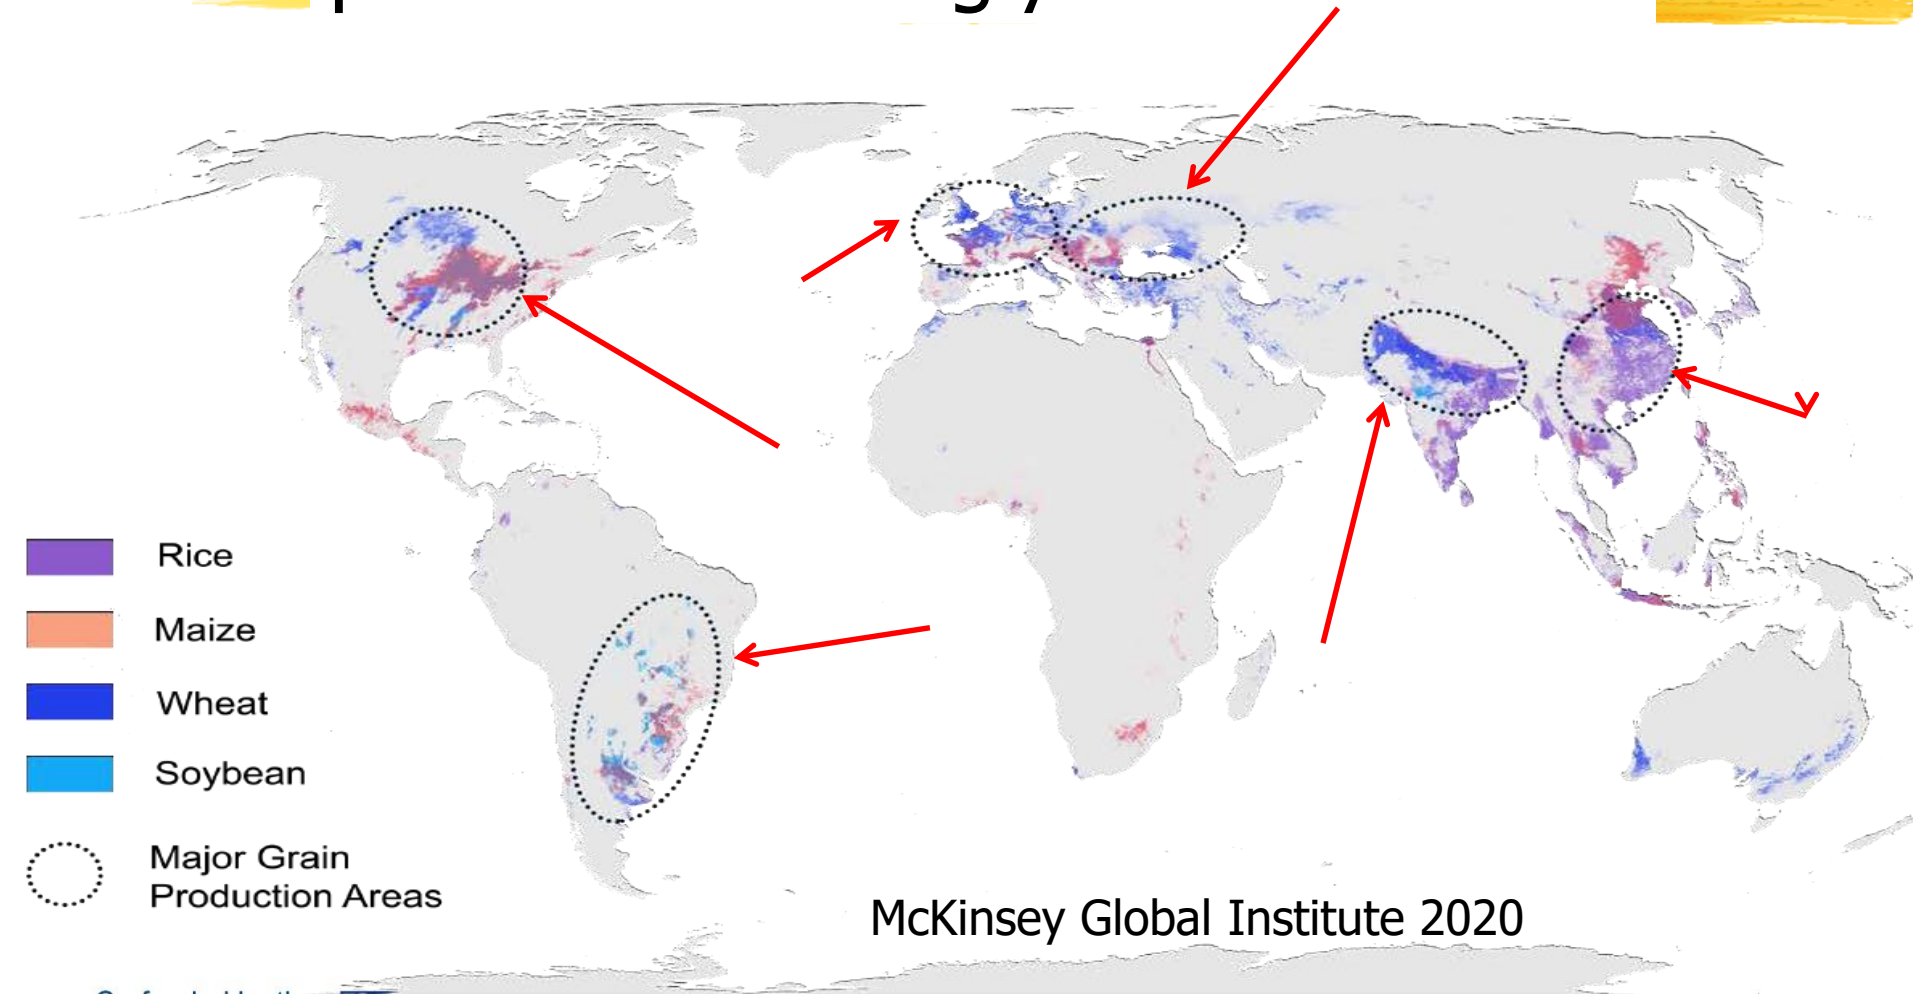 Rice
Maize
Wheat
Soybean
Major Grain
Production Areas
McKinsey Global Institute 2020